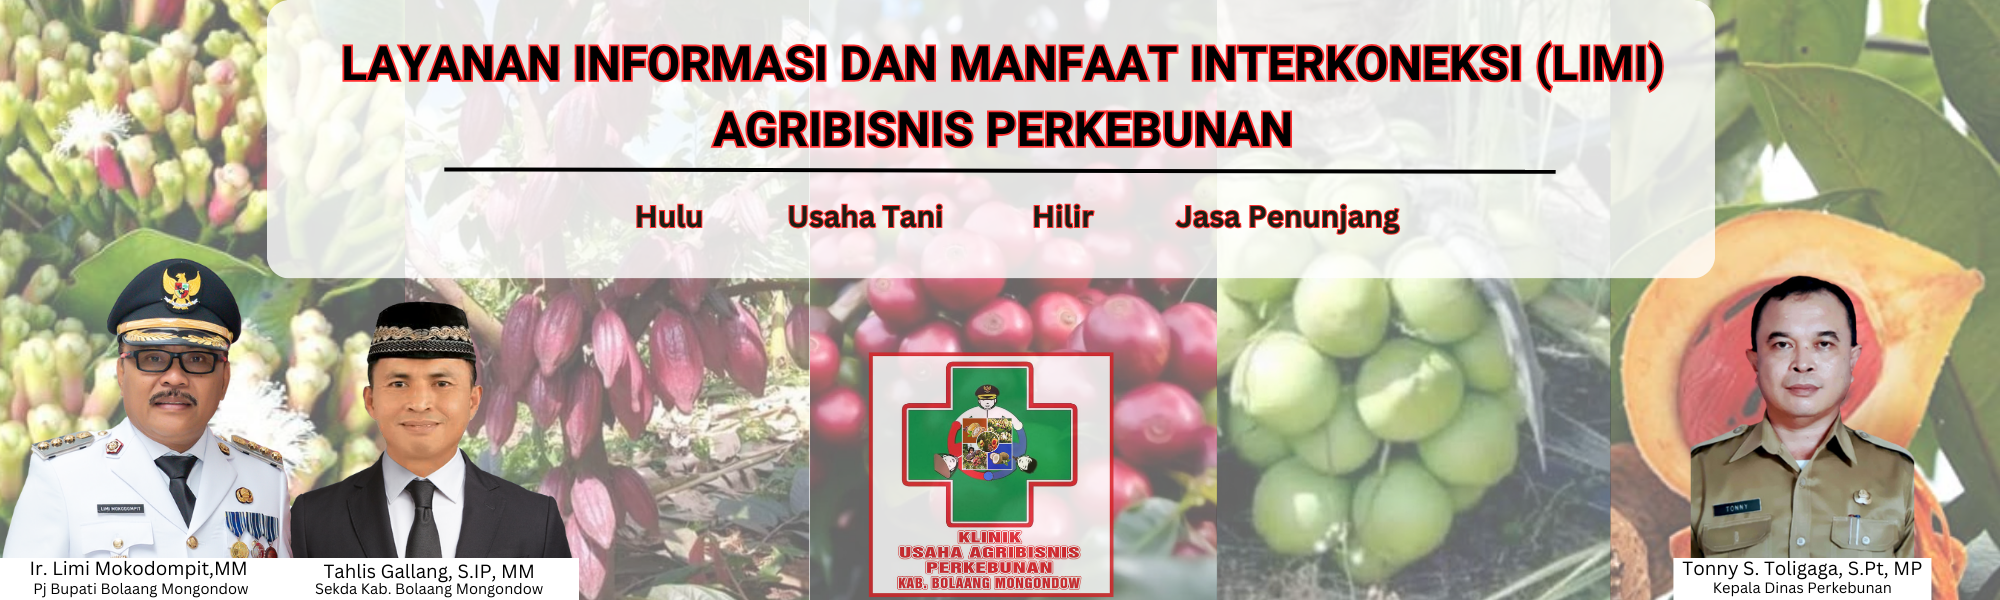 LAYANAN INFORMASI DAN MANFAAT INTERKONEKSI (LIMI)
AGRIBISNIS PERKEBUNAN
Hulu Usaha Tani Hilir Jasa Penunjang
LIMI MOKODOMPIT
TONNY
KLINIK
USAHA AGRIBISNIS
PERKEBUNAN
KAB. BOLAANG MONGONDOW
Ir. Limi Mokodompit,MM
Pj Bupati Bolaang Mongondow
Tahlis Gallang, S.IP, MM
Sekda Kab. Bolaang Mongondow
Tonny S. Toligaga, S.Pt, MP
Kepala Dinas Perkebunan